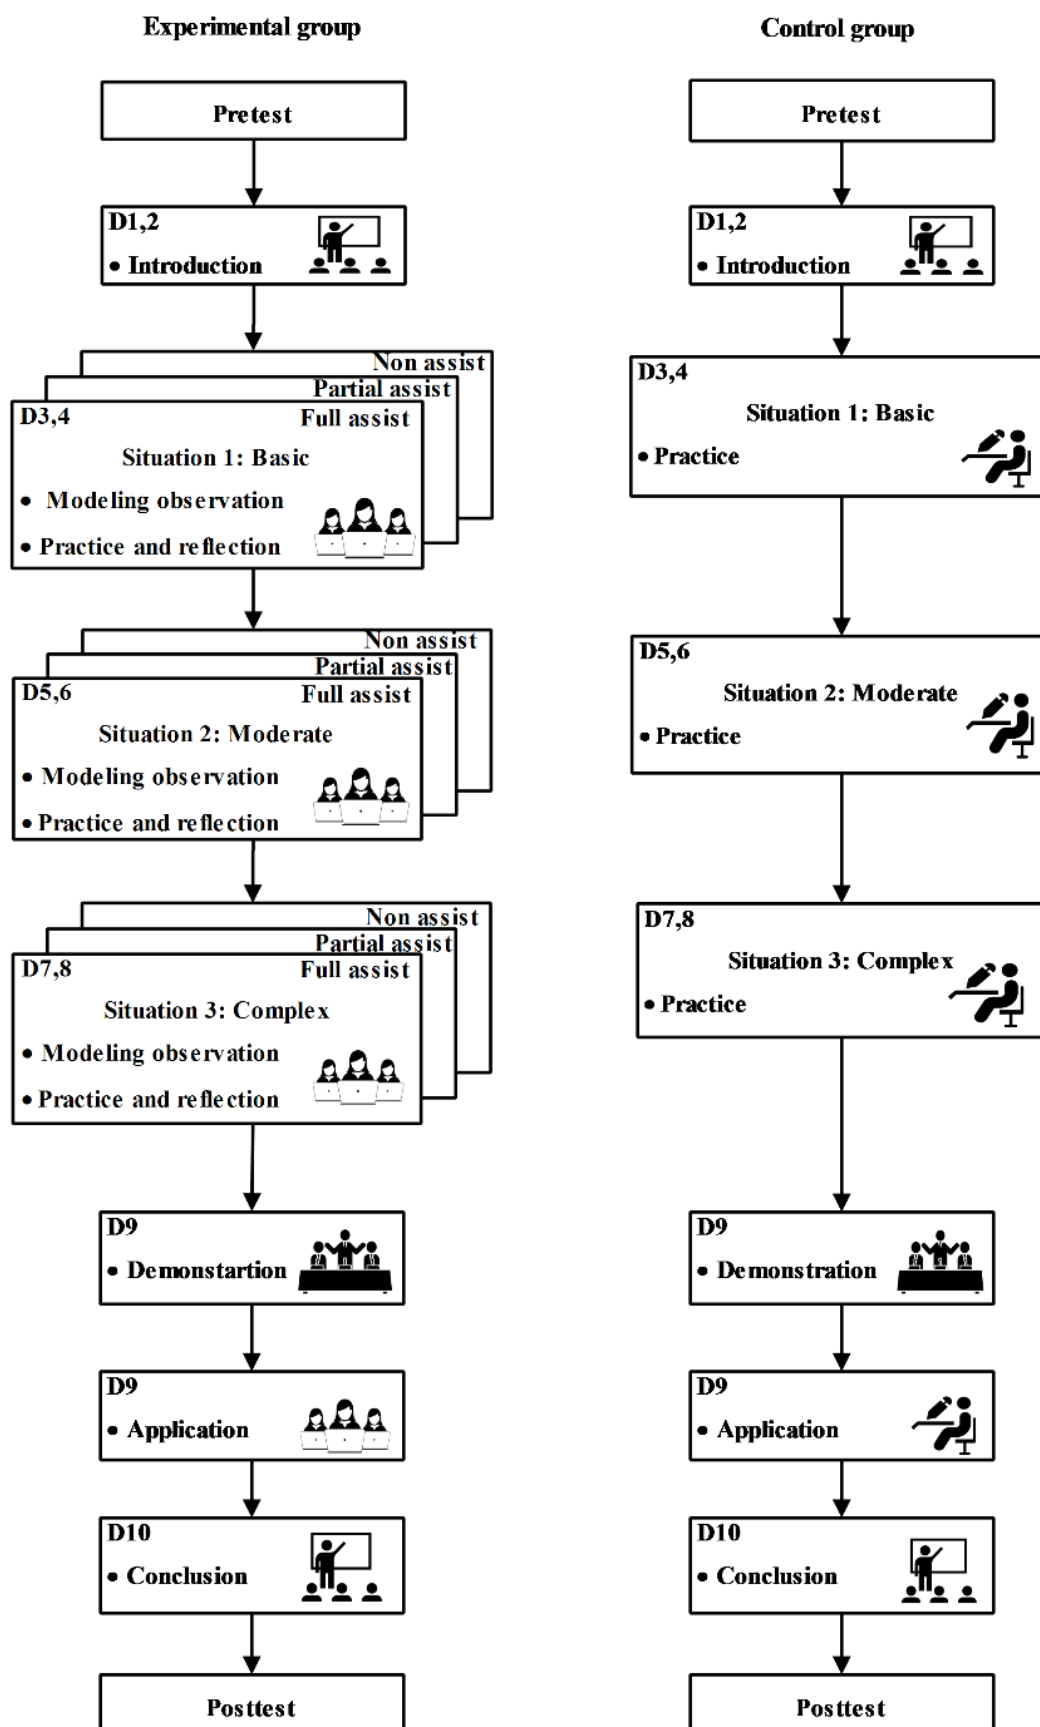 Experimental group
Pretest
D1,2
• Introduction
Non assist
Partial assist
Full assist
D3,4
Situation 1: Basic
• Modeling observation
• Practice and reflection
Non assist
Partial assist
Full assist
D5,6
Situation 2: Moderate
• Modeling observation
• Practice and reflection
Non assist
Partial assist
Full assist
D7,8
Situation 3: Complex
• Modeling observation
• Practice and reflection
D9
• Demonstartion
D9
• Application
D10
• Conclusion
Posttest
Control group
Pretest
D1,2
• Introduction
D3,4
Situation 1: Basic
• Practice
D5,6
Situation 2: Moderate
• Practice
D7,8
Situation 3: Complex
• Practice
D9
• Demonstration
D9
• Application
D10
• Conclusion
Posttest